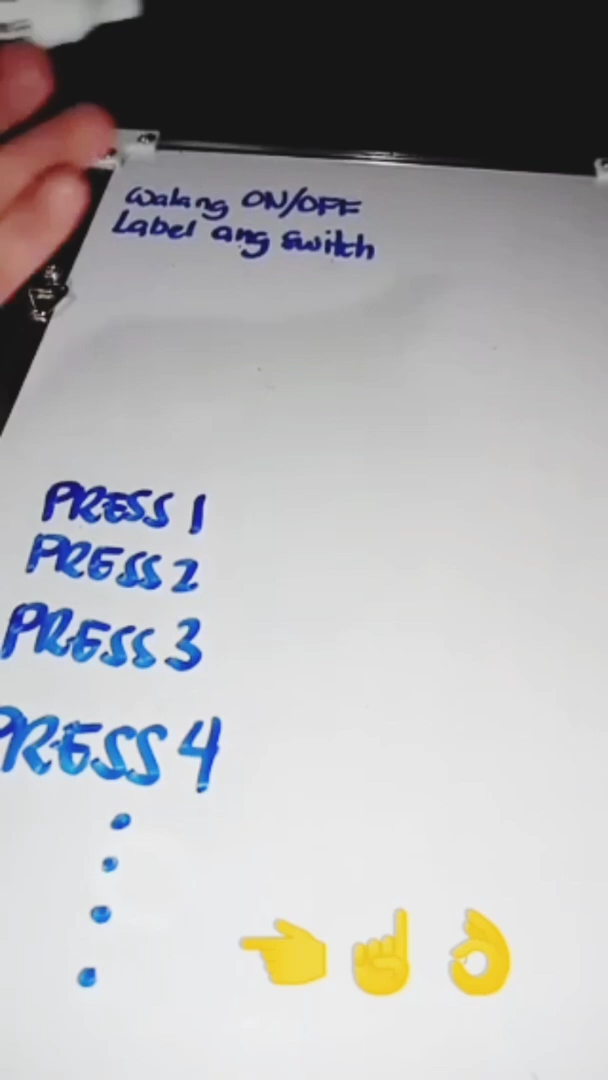 Walang ON/OFF
Label ang switch
PRESS 1
PRESS 2
PRESS 3
PRESS 4